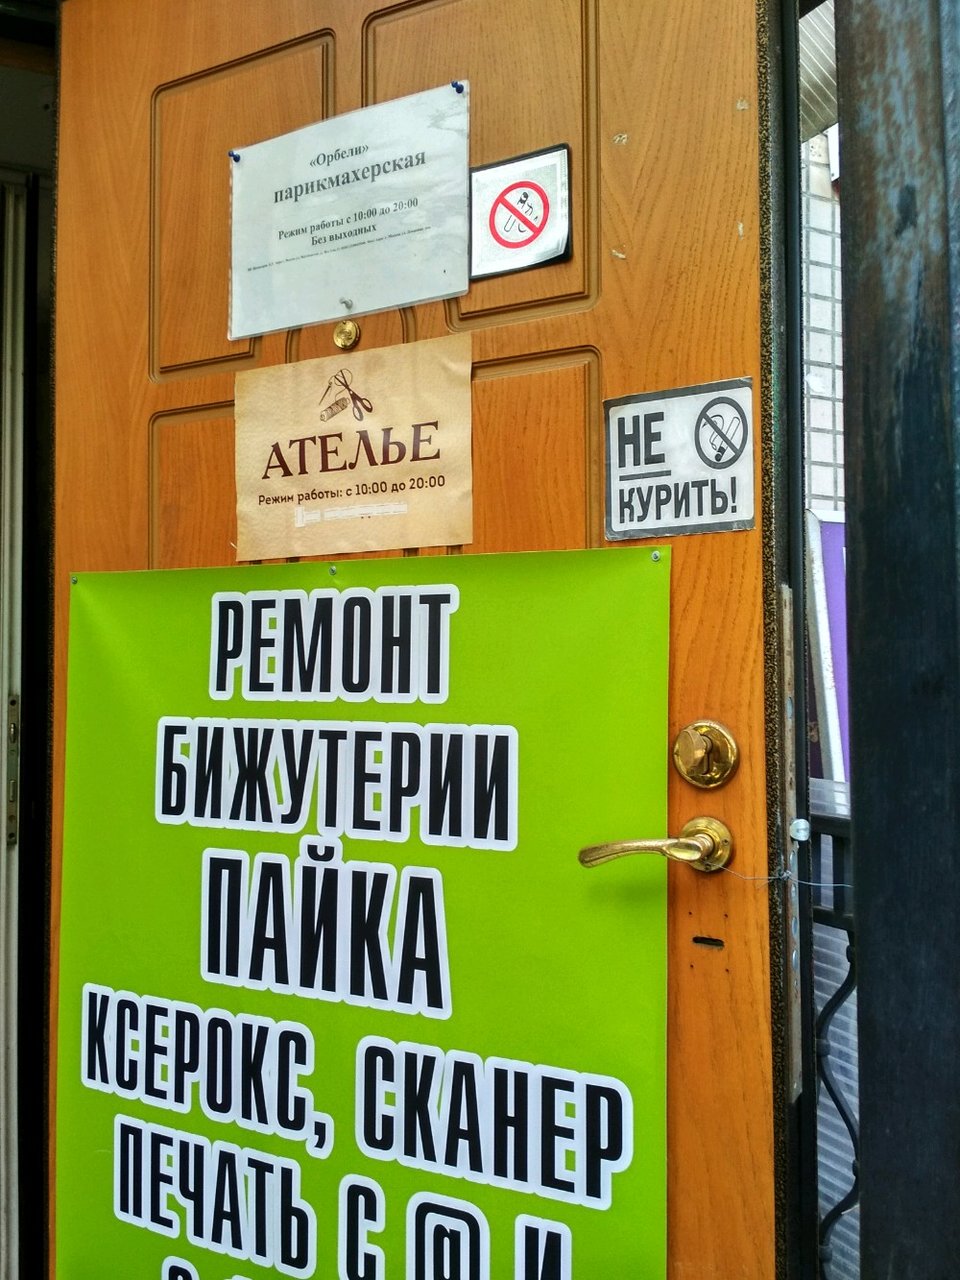 «Орбели»
парикмахерская
Режим работы с 10:00 до 20:00
Без выходных
АТЕЛЬЕ
Режим работы: с 10:00 до 20:00
НЕ
КУРИТЬ!
РЕМОНТ
БИЖУТЕРИИ
ПАЙКА
КСЕРОКС, СКАНЕР
ПЕЧАТЬ С @ И